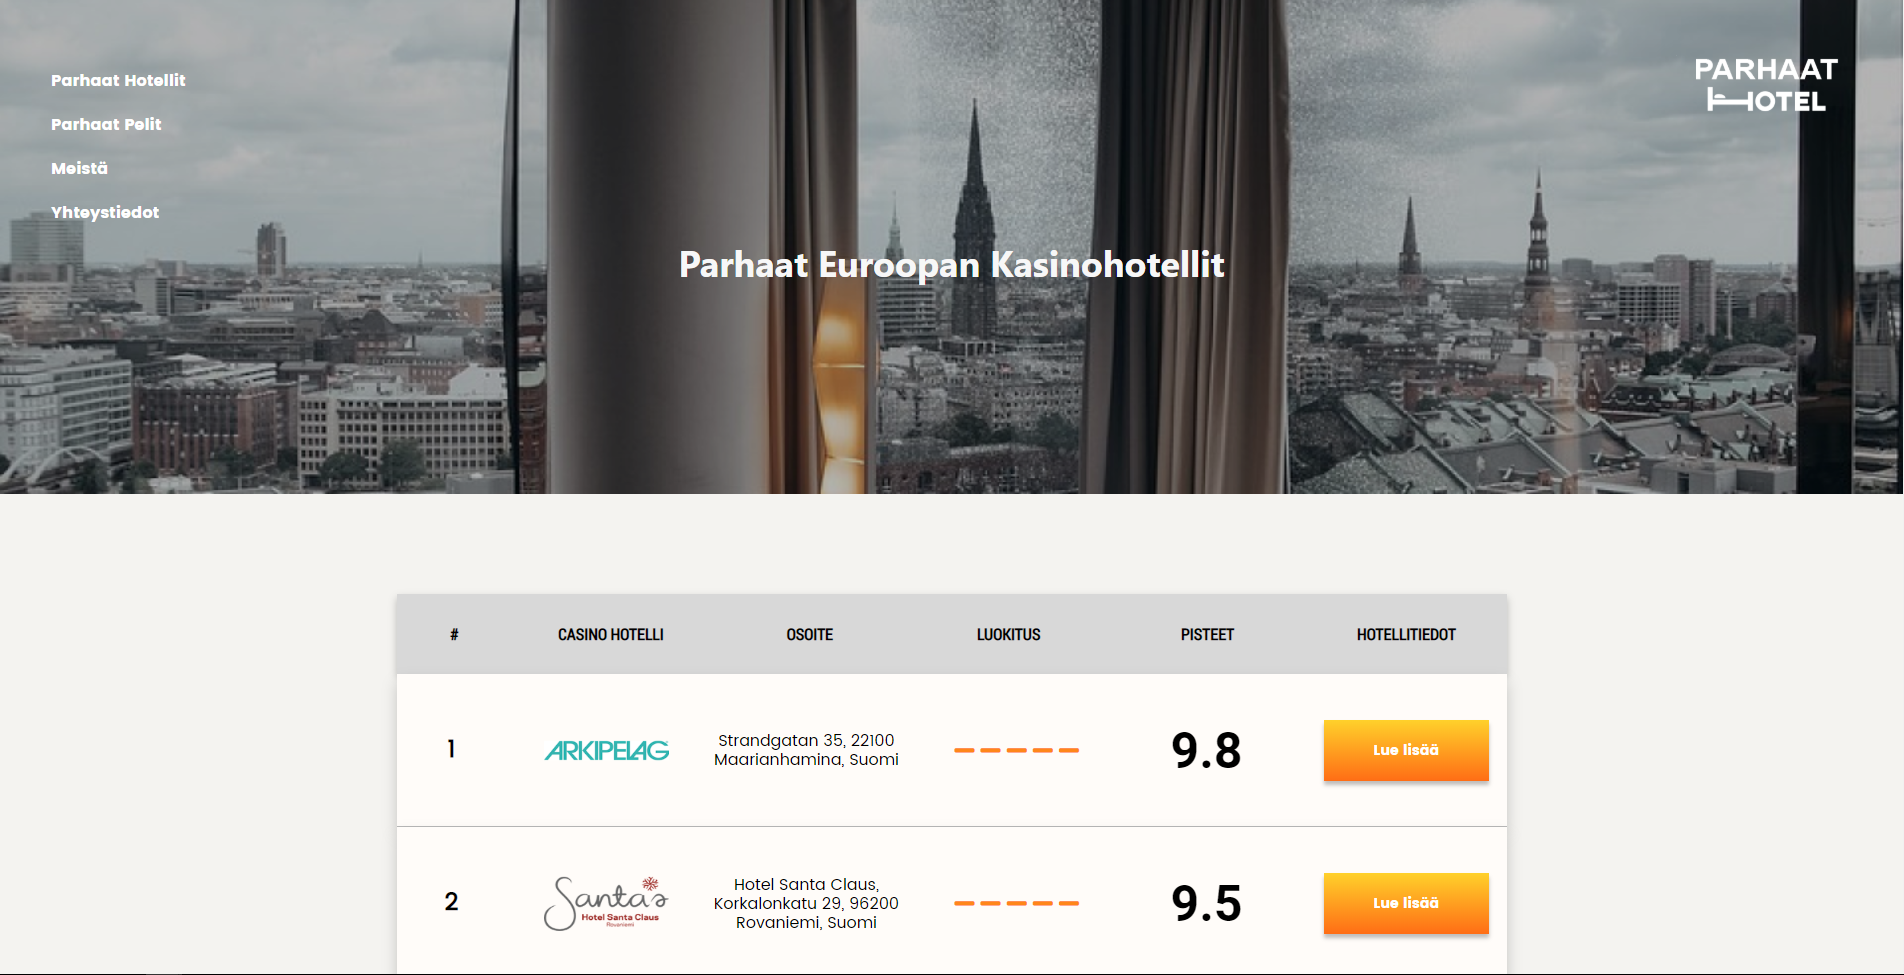 Parhaat Hotellit
Parhaat Pelit
Meistä
Yhteystiedot
PARHAAT
HOTEL
Parhaat Euroopan Kasinohotellit
# CASINO HOTELLI OSOITE LUOKITUS PISTEET HOTELLITIEDOT
1
ARKIPELAG
Strandgatan 35, 22100
Maarianhamina, Suomi
9.8
Lue lisää
2
Santa's
Hotel Santa Claus
Rovaniemi
Hotel Santa Claus,
Korkalonkatu 29, 96200
Rovaniemi, Suomi
9.5
Lue lisää